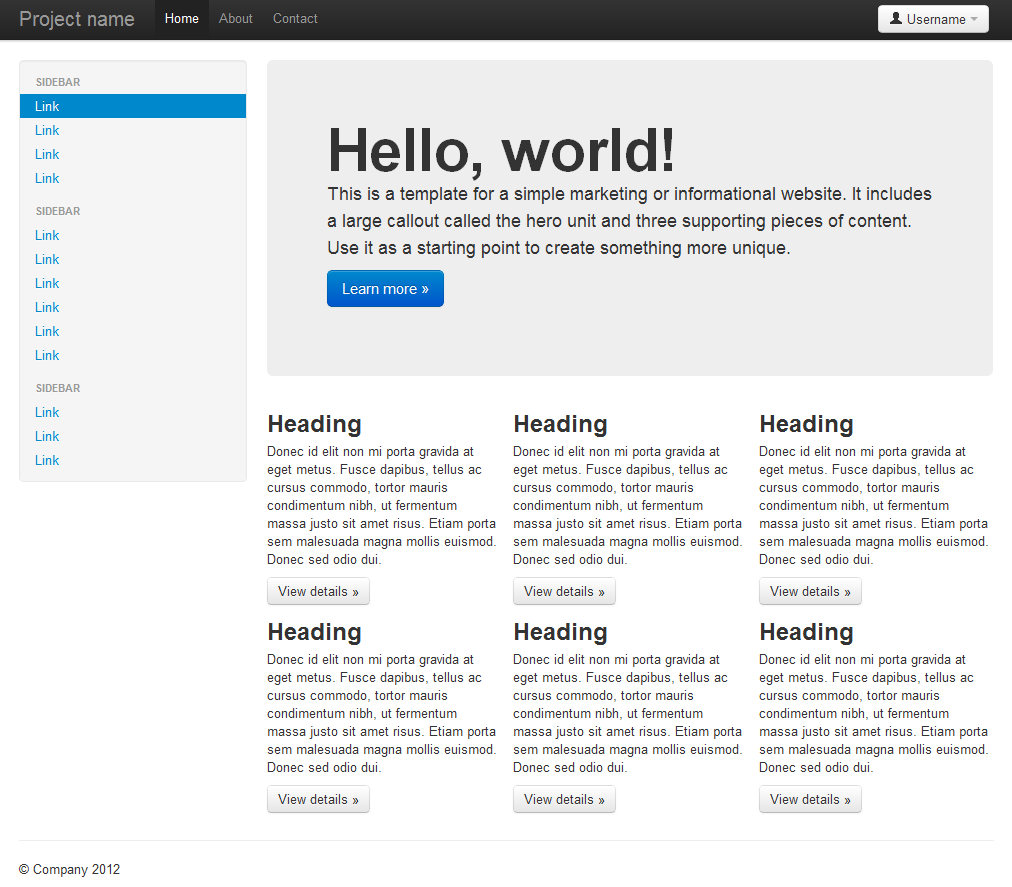 Project name Home About Contact Username
SIDEBAR
Link
Link
Link
Link
SIDEBAR
Link
Link
Link
Link
Link
Link
SIDEBAR
Link
Link
Link
Hello, world!
This is a template for a simple marketing or informational website. It includes
a large callout called the hero unit and three supporting pieces of content.
Use it as a starting point to create something more unique.
Learn more »
Heading
Donec id elit non mi porta gravida at
eget metus. Fusce dapibus, tellus ac
cursus commodo, tortor mauris
condimentum nibh, ut fermentum
massa justo sit amet risus. Etiam porta
sem malesuada magna mollis euismod.
Donec sed odio dui.
View details »
Heading
Donec id elit non mi porta gravida at
eget metus. Fusce dapibus, tellus ac
cursus commodo, tortor mauris
condimentum nibh, ut fermentum
massa justo sit amet risus. Etiam porta
sem malesuada magna mollis euismod.
Donec sed odio dui.
View details »
Heading
Donec id elit non mi porta gravida at
eget metus. Fusce dapibus, tellus ac
cursus commodo, tortor mauris
condimentum nibh, ut fermentum
massa justo sit amet risus. Etiam porta
sem malesuada magna mollis euismod.
Donec sed odio dui.
View details »
Heading
Donec id elit non mi porta gravida at
eget metus. Fusce dapibus, tellus ac
cursus commodo, tortor mauris
condimentum nibh, ut fermentum
massa justo sit amet risus. Etiam porta
sem malesuada magna mollis euismod.
Donec sed odio dui.
View details »
Heading
Donec id elit non mi porta gravida at
eget metus. Fusce dapibus, tellus ac
cursus commodo, tortor mauris
condimentum nibh, ut fermentum
massa justo sit amet risus. Etiam porta
sem malesuada magna mollis euismod.
Donec sed odio dui.
View details »
Heading
Donec id elit non mi porta gravida at
eget metus. Fusce dapibus, tellus ac
cursus commodo, tortor mauris
condimentum nibh, ut fermentum
massa justo sit amet risus. Etiam porta
sem malesuada magna mollis euismod.
Donec sed odio dui.
View details »
© Company 2012